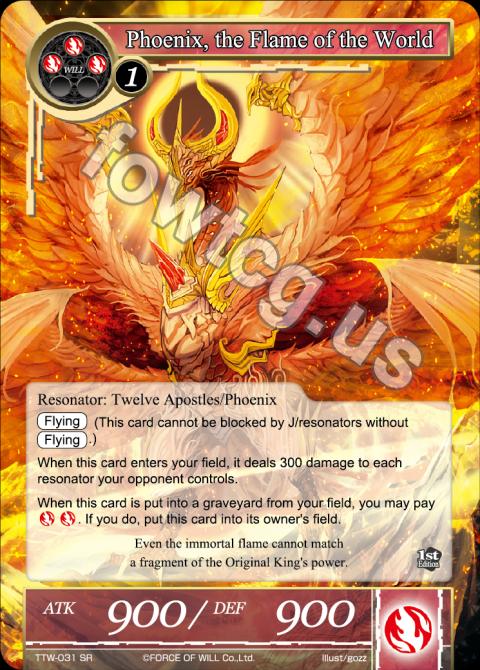 Phoenix, the Flame of the World
WILL
1
fowtcg.us
Resonator: Twelve Apostles/Phoenix
Flying (This card cannot be blocked by J/resonators without
Flying.)
When this card enters your field, it deals 300 damage to each
resonator your opponent controls.
When this card is put into a graveyard from your field, you may pay
. If you do, put this card into its owner's field.
Even the immortal flame cannot match
a fragment of the Original King's power.
1st
Edition
ATK 900/ DEF 900
TTW-031 SR ©FORCE OF WILL Co.,Ltd. Illust/gozz